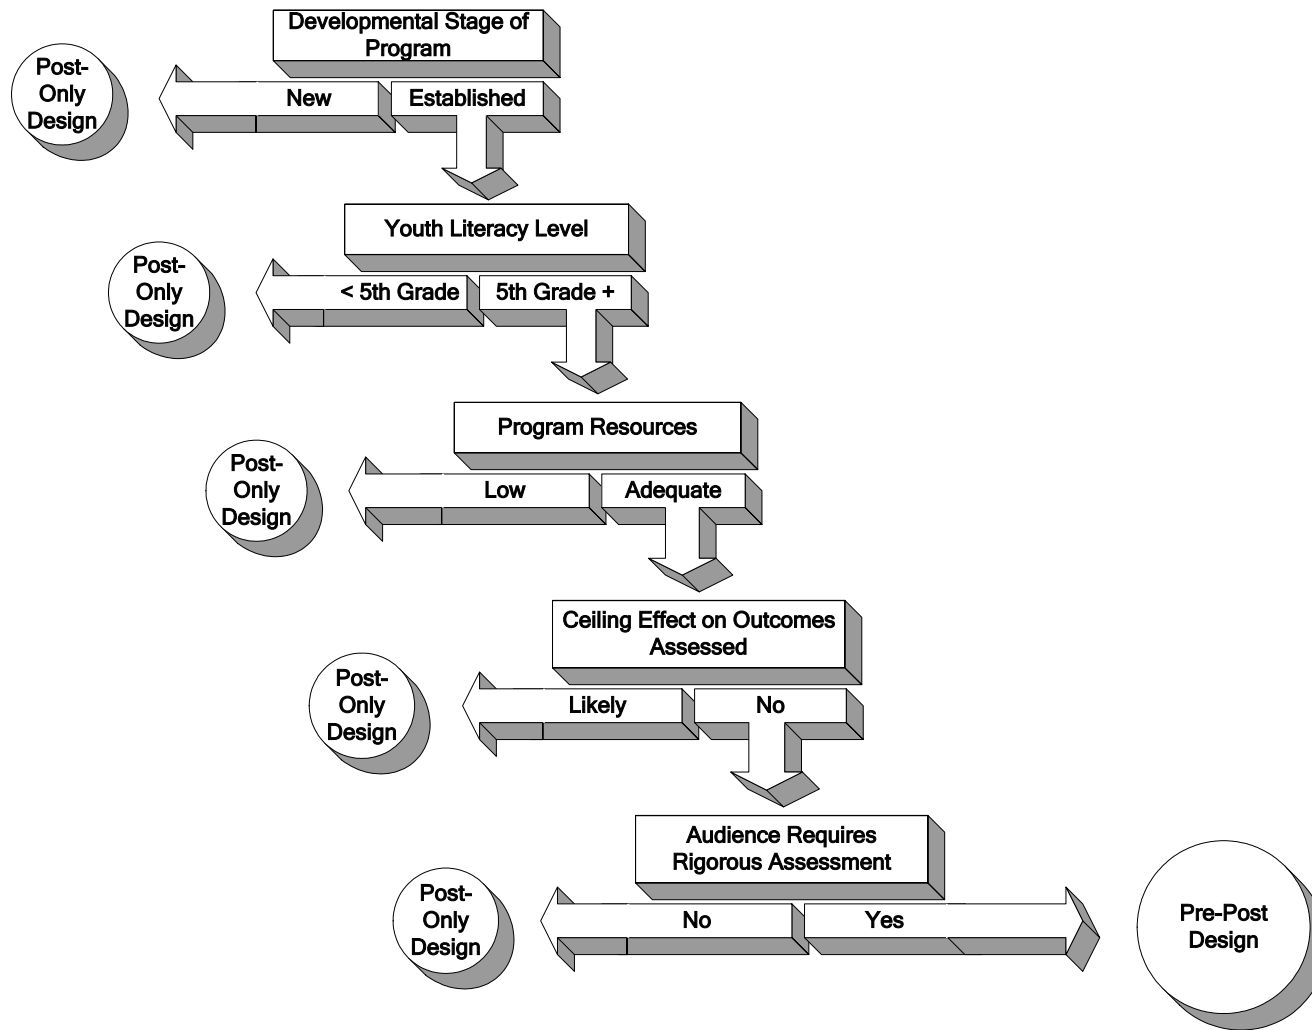 Developmental Stage of
Program
Post-
Only
Design
New
Established
Youth Literacy Level
Post-
Only
Design
< 5th Grade
5th Grade +
Program Resources
Post-
Only
Design
Low
Adequate
Ceiling Effect on Outcomes
Assessed
Post-
Only
Design
Likely
No
Audience Requires
Rigorous Assessment
Post-
Only
Design
No
Yes
Pre-Post
Design